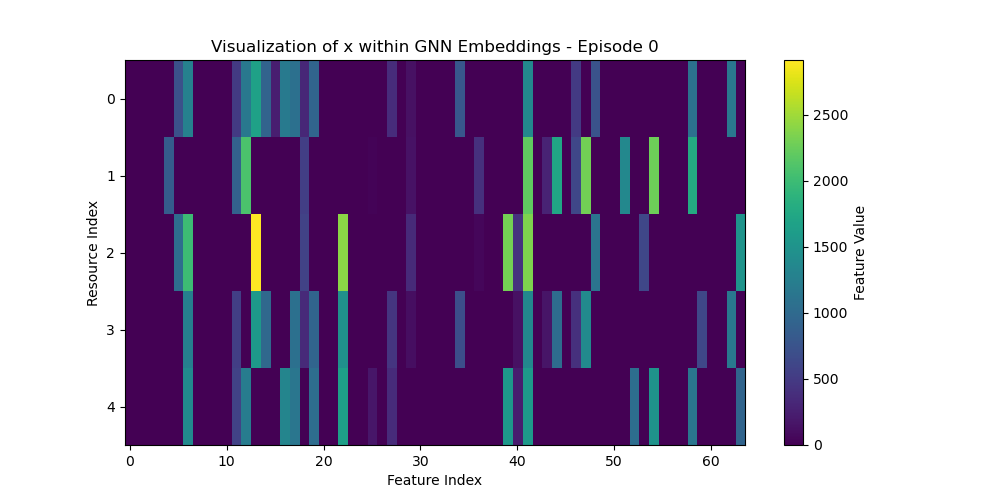 Visualization of x within GNN Embeddings - Episode 0
Resource Index
0
1
2
3
4
0 10 20 30 40 50 60
Feature Index
2500
2000
1500
1000
500
0
Feature Value